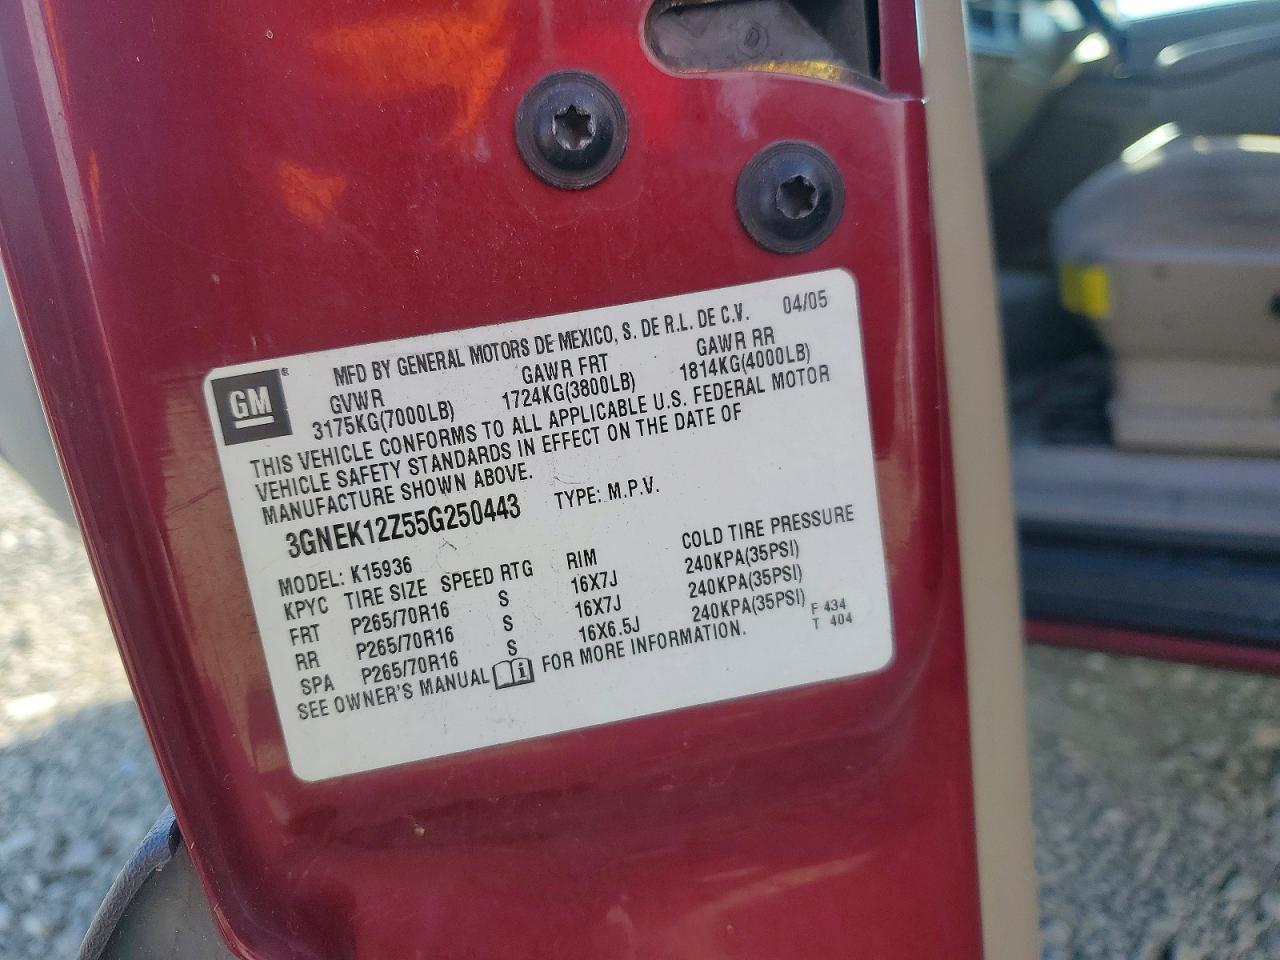 GM®
MFD BY GENERAL MOTORS DE MEXICO, S. DE R.L. DE C.V. 04/05
GVWR GAWR FRT GAWR RR
3175KG(7000LB) 1724KG(3800LB) 1814KG(4000LB)
THIS VEHICLE CONFORMS TO ALL APPLICABLE U.S. FEDERAL MOTOR
VEHICLE SAFETY STANDARDS IN EFFECT ON THE DATE OF
MANUFACTURE SHOWN ABOVE.
3GNEK12Z55G250443 TYPE: M.P.V.
MODEL: K15936
KPYC TIRE SIZE SPEED RTG RIM COLD TIRE PRESSURE
FRT P265/70R16 S 16X7J 240KPA(35PSI)
RR P265/70R16 S 16X7J 240KPA(35PSI)
SPA P265/70R16 S 16X6.5J 240KPA(35PSI) F 434
SEE OWNER'S MANUAL i FOR MORE INFORMATION. T 404